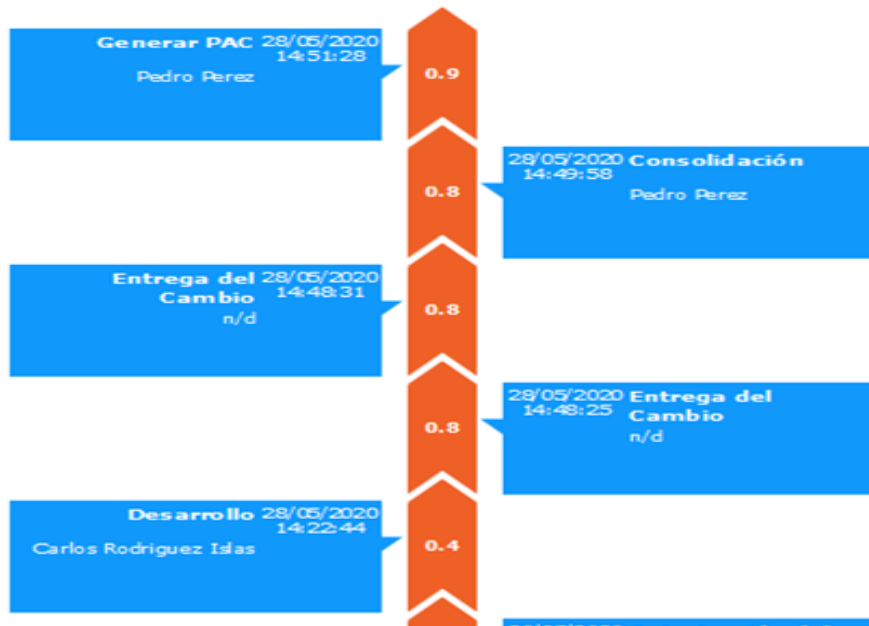 Generar PAC 28/05/2020
14:51:28
Pedro Perez
0.9
28/05/2020 Consolidación
14:49:58
Pedro Perez
0.8
Entrega del 28/05/2020
Cambio 14:48:31
n/d
0.8
28/05/2020 Entrega del
14:48:25 Cambio
n/d
0.8
Desarrollo 28/05/2020
14:22:44
Carlos Rodriguez Islas
0.4